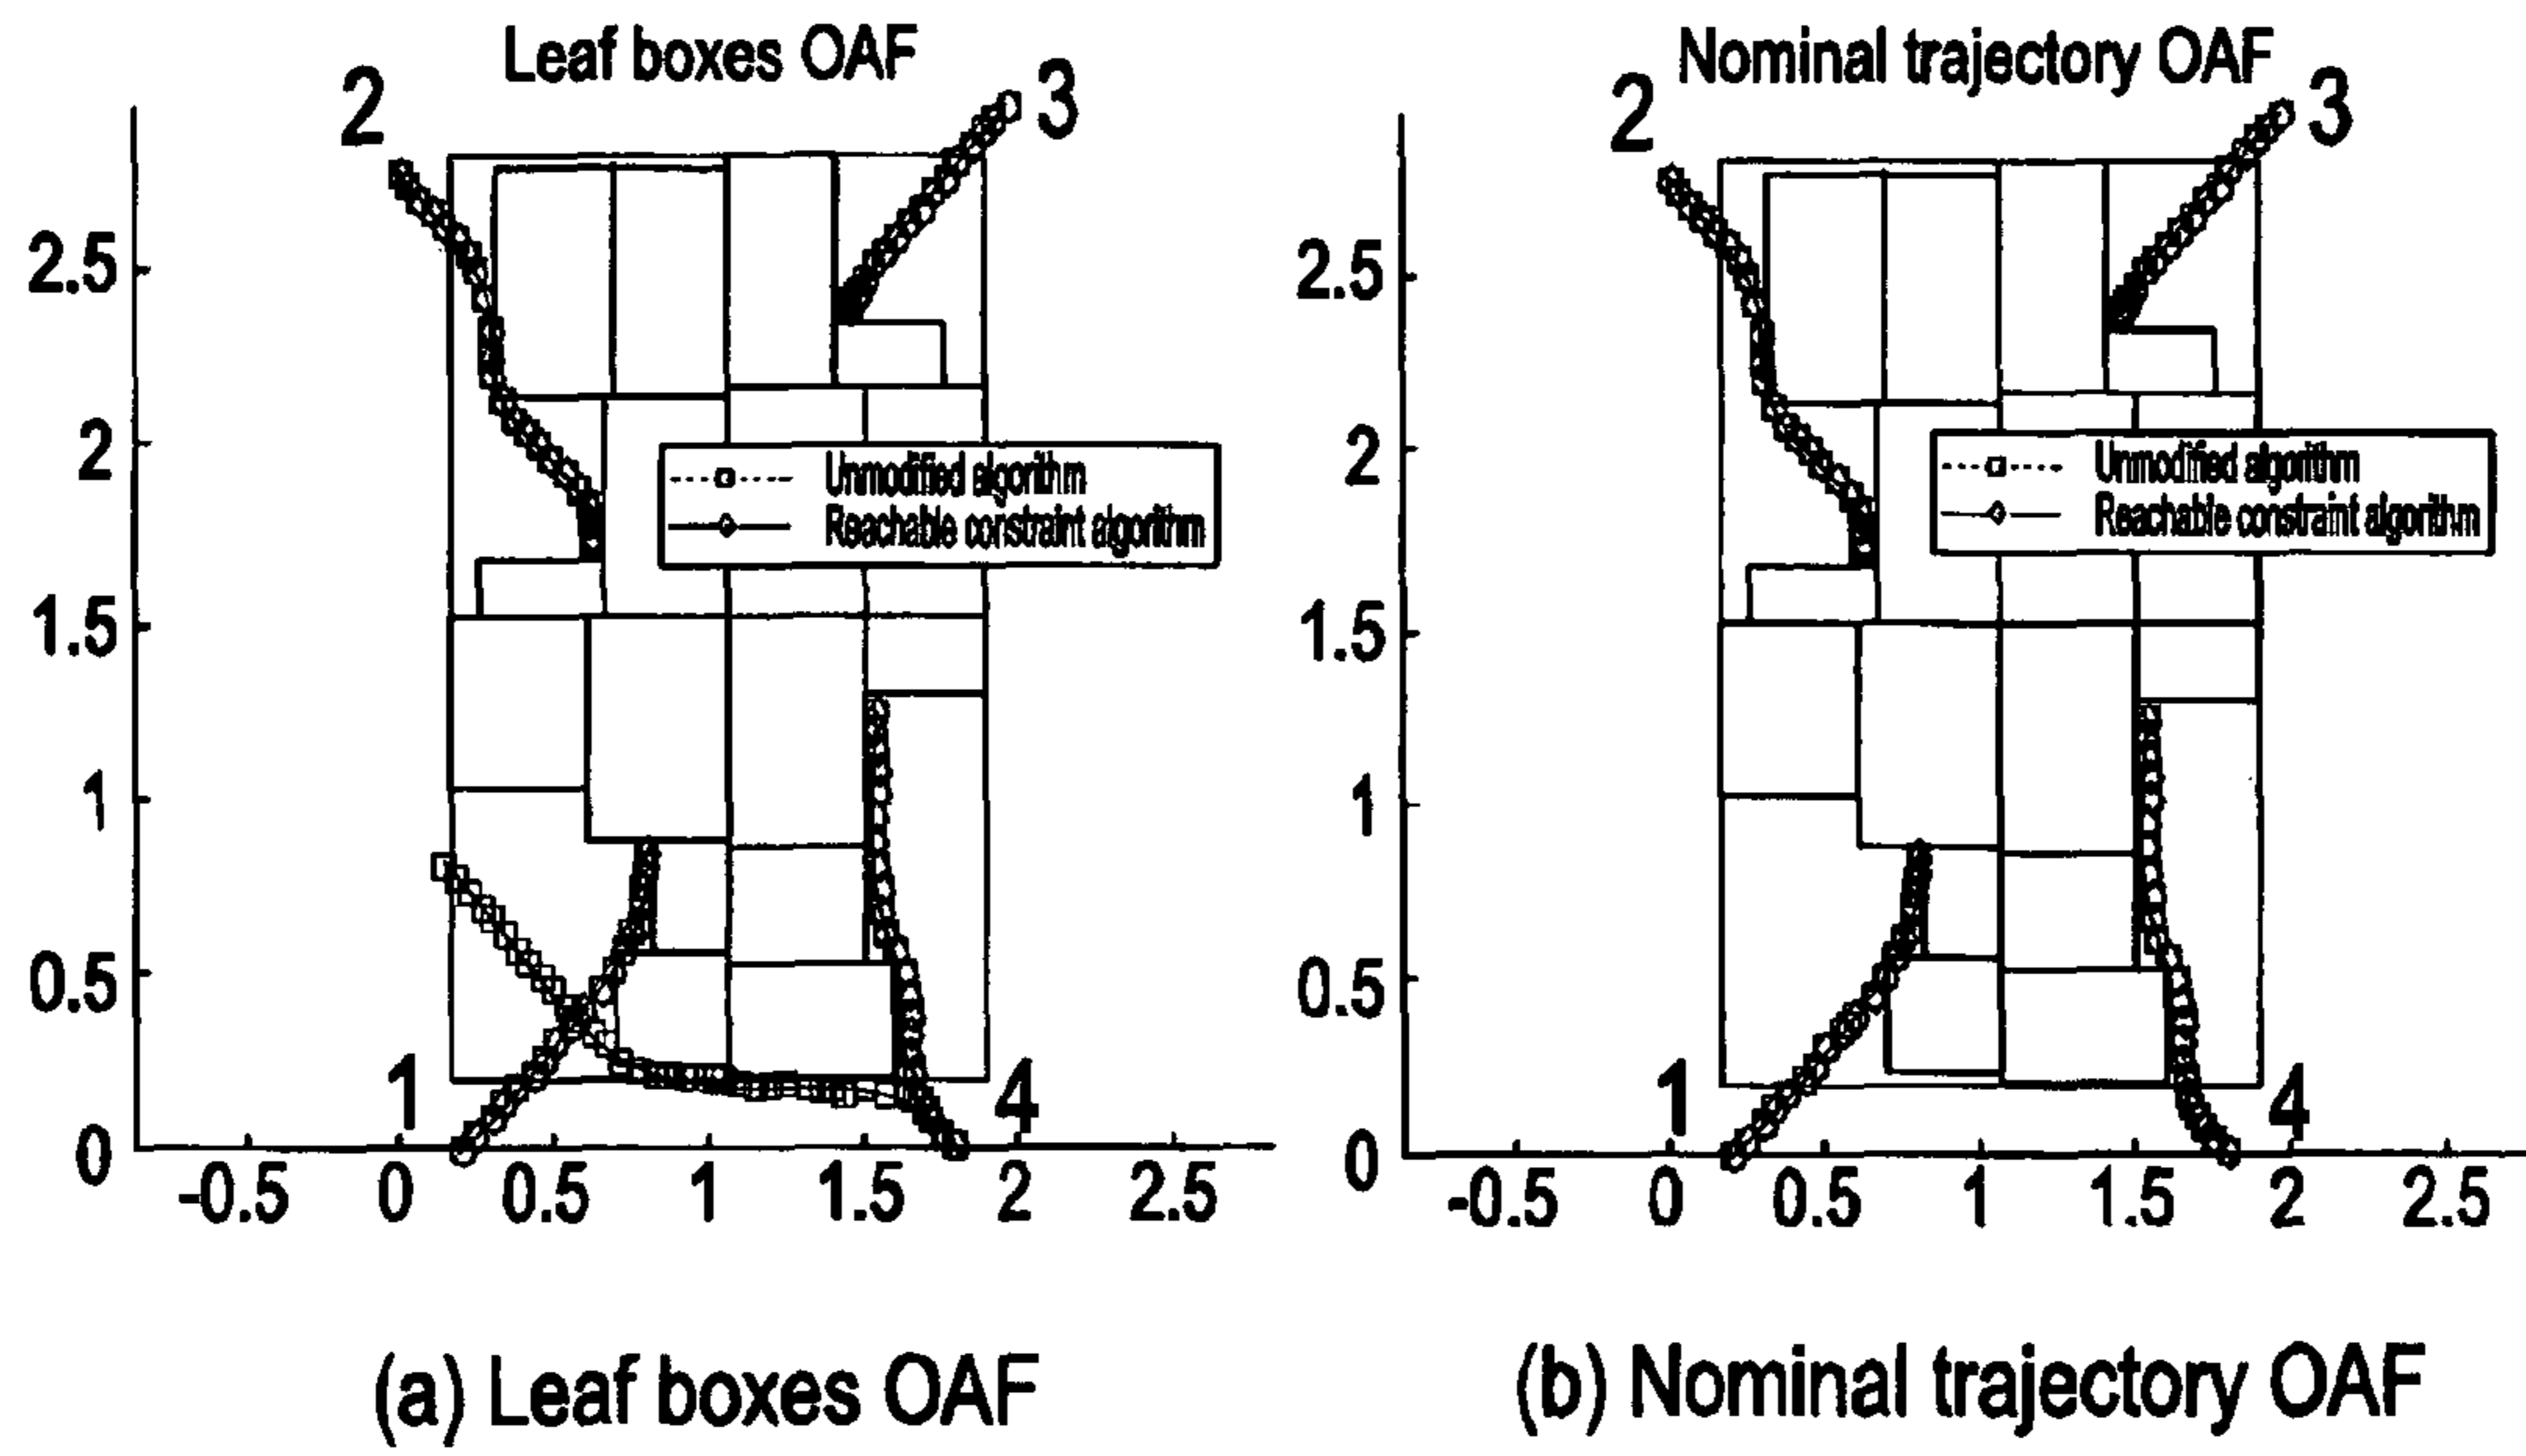 Leaf boxes OAF
2
3
2.5
2
1.5
1
0.5
0
Unmodified algorithm
Reachable constraint algorithm
1
4
-0.5 0 0.5 1 1.5 2 2.5
(a) Leaf boxes OAF
Nominal trajectory OAF
2
3
2.5
2
1.5
1
0.5
0
Unmodified algorithm
Reachable constraint algorithm
1
4
-0.5 0 0.5 1 1.5 2 2.5
(b) Nominal trajectory OAF